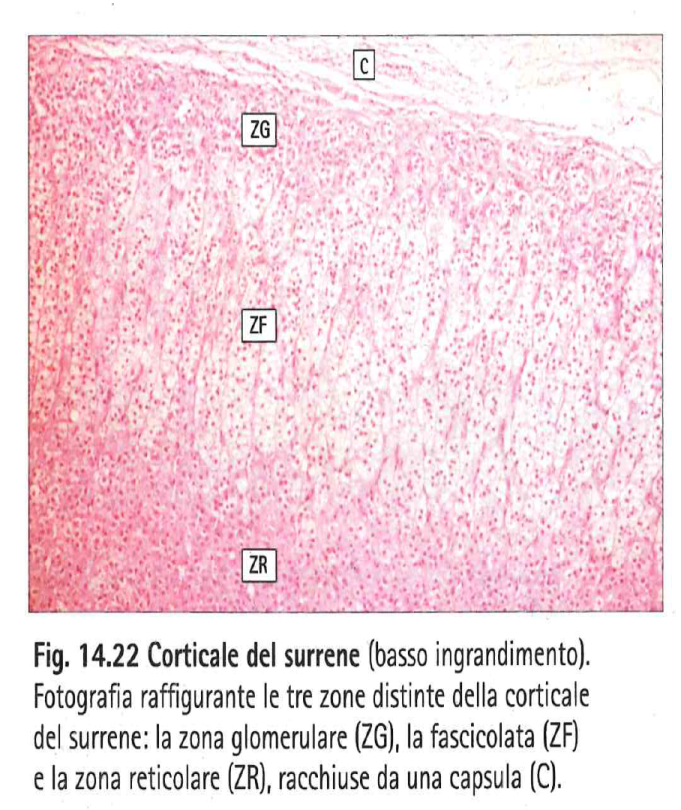 C
ZG
ZF
ZR
Fig. 14.22 Corticale del surrene (basso ingrandimento).
Fotografia raffigurante le tre zone distinte della corticale
del surrene: la zona glomerulare (ZG), la fascicolata (ZF)
e la zona reticolare (ZR), racchiuse da una capsula (C).